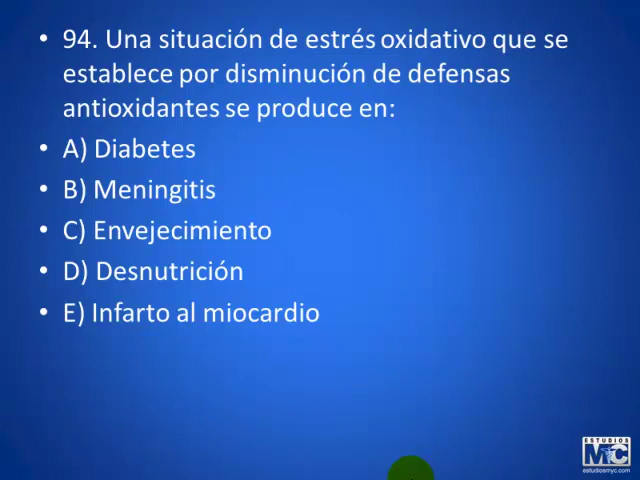 • 94. Una situación de estrés oxidativo que se
establece por disminución de defensas
antioxidantes se produce en:
• A) Diabetes
• B) Meningitis
• C) Envejecimiento
• D) Desnutrición
• E) Infarto al miocardio
ESTUDIOS
MYC
estudiosmyc.com